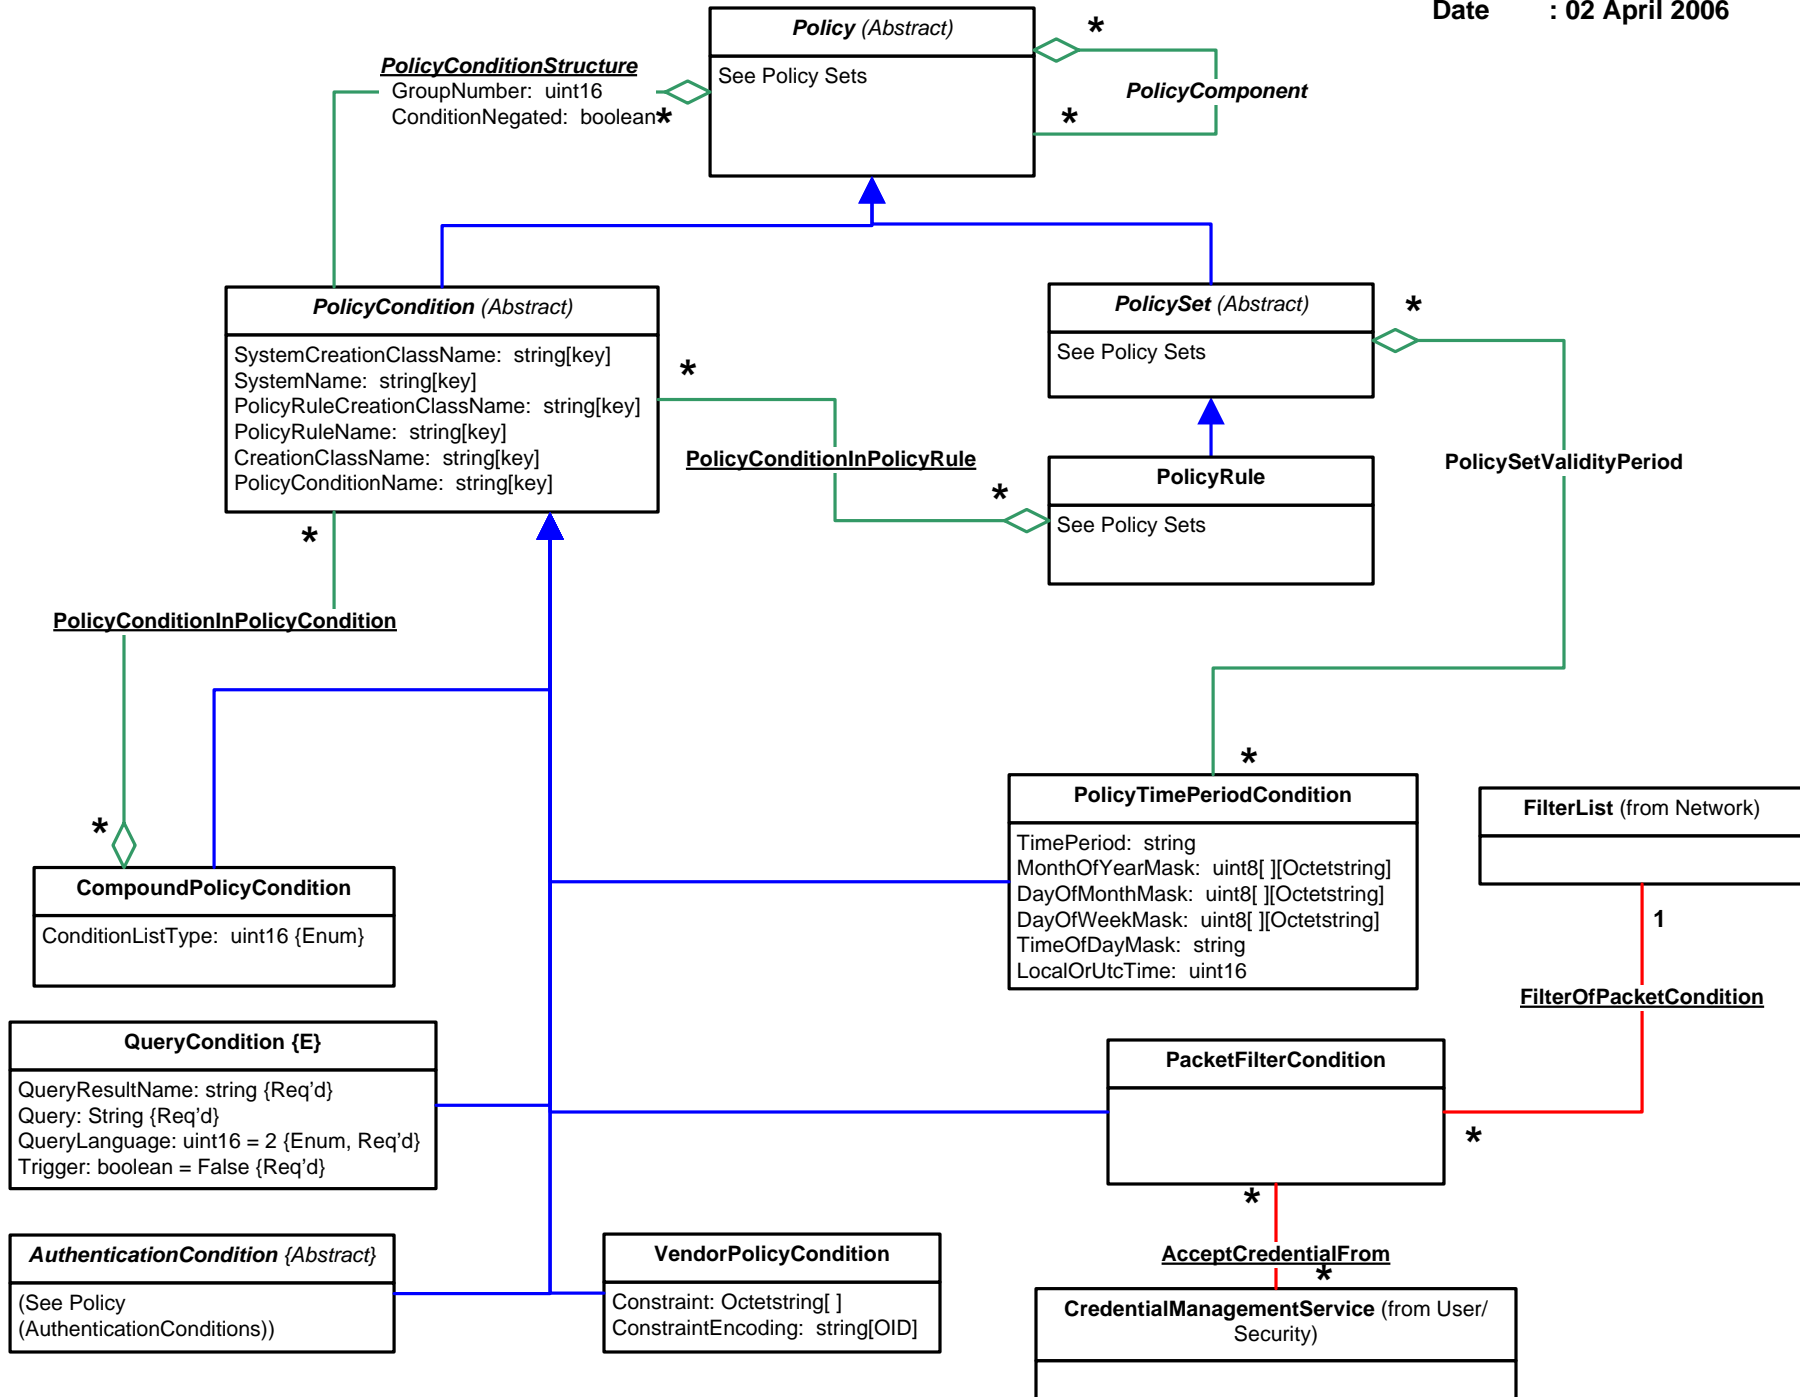 Date : 02 April 2006
Policy (Abstract)
See Policy Sets
*
PolicyComponent
*
PolicyConditionStructure
GroupNumber: uint16
ConditionNegated: boolean
*
PolicyCondition (Abstract)
SystemCreationClassName: string[key]
SystemName: string[key]
PolicyRuleCreationClassName: string[key]
PolicyRuleName: string[key]
CreationClassName: string[key]
PolicyConditionName: string[key]
*
PolicySet (Abstract)
See Policy Sets
*
PolicyConditionInPolicyRule
*
PolicyRule
See Policy Sets
PolicySetValidityPeriod
*
PolicyConditionInPolicyCondition
*
*
CompoundPolicyCondition
ConditionListType: uint16 {Enum}
PolicyTimePeriodCondition
TimePeriod: string
MonthOfYearMask: uint8[ ][Octetstring]
DayOfMonthMask: uint8[ ][Octetstring]
DayOfWeekMask: uint8[ ][Octetstring]
TimeOfDayMask: string
LocalOrUtcTime: uint16
FilterList (from Network)
1
FilterOfPacketCondition
*
QueryCondition {E}
QueryResultName: string {Req'd}
Query: String {Req'd}
QueryLanguage: uint16 = 2 {Enum, Req'd}
Trigger: boolean = False {Req'd}
PacketFilterCondition
*
AcceptCredentialFrom
*
AuthenticationCondition {Abstract}
(See Policy
(AuthenticationConditions))
VendorPolicyCondition
Constraint: Octetstring[ ]
ConstraintEncoding: string[OID]
CredentialManagementService (from User/
Security)